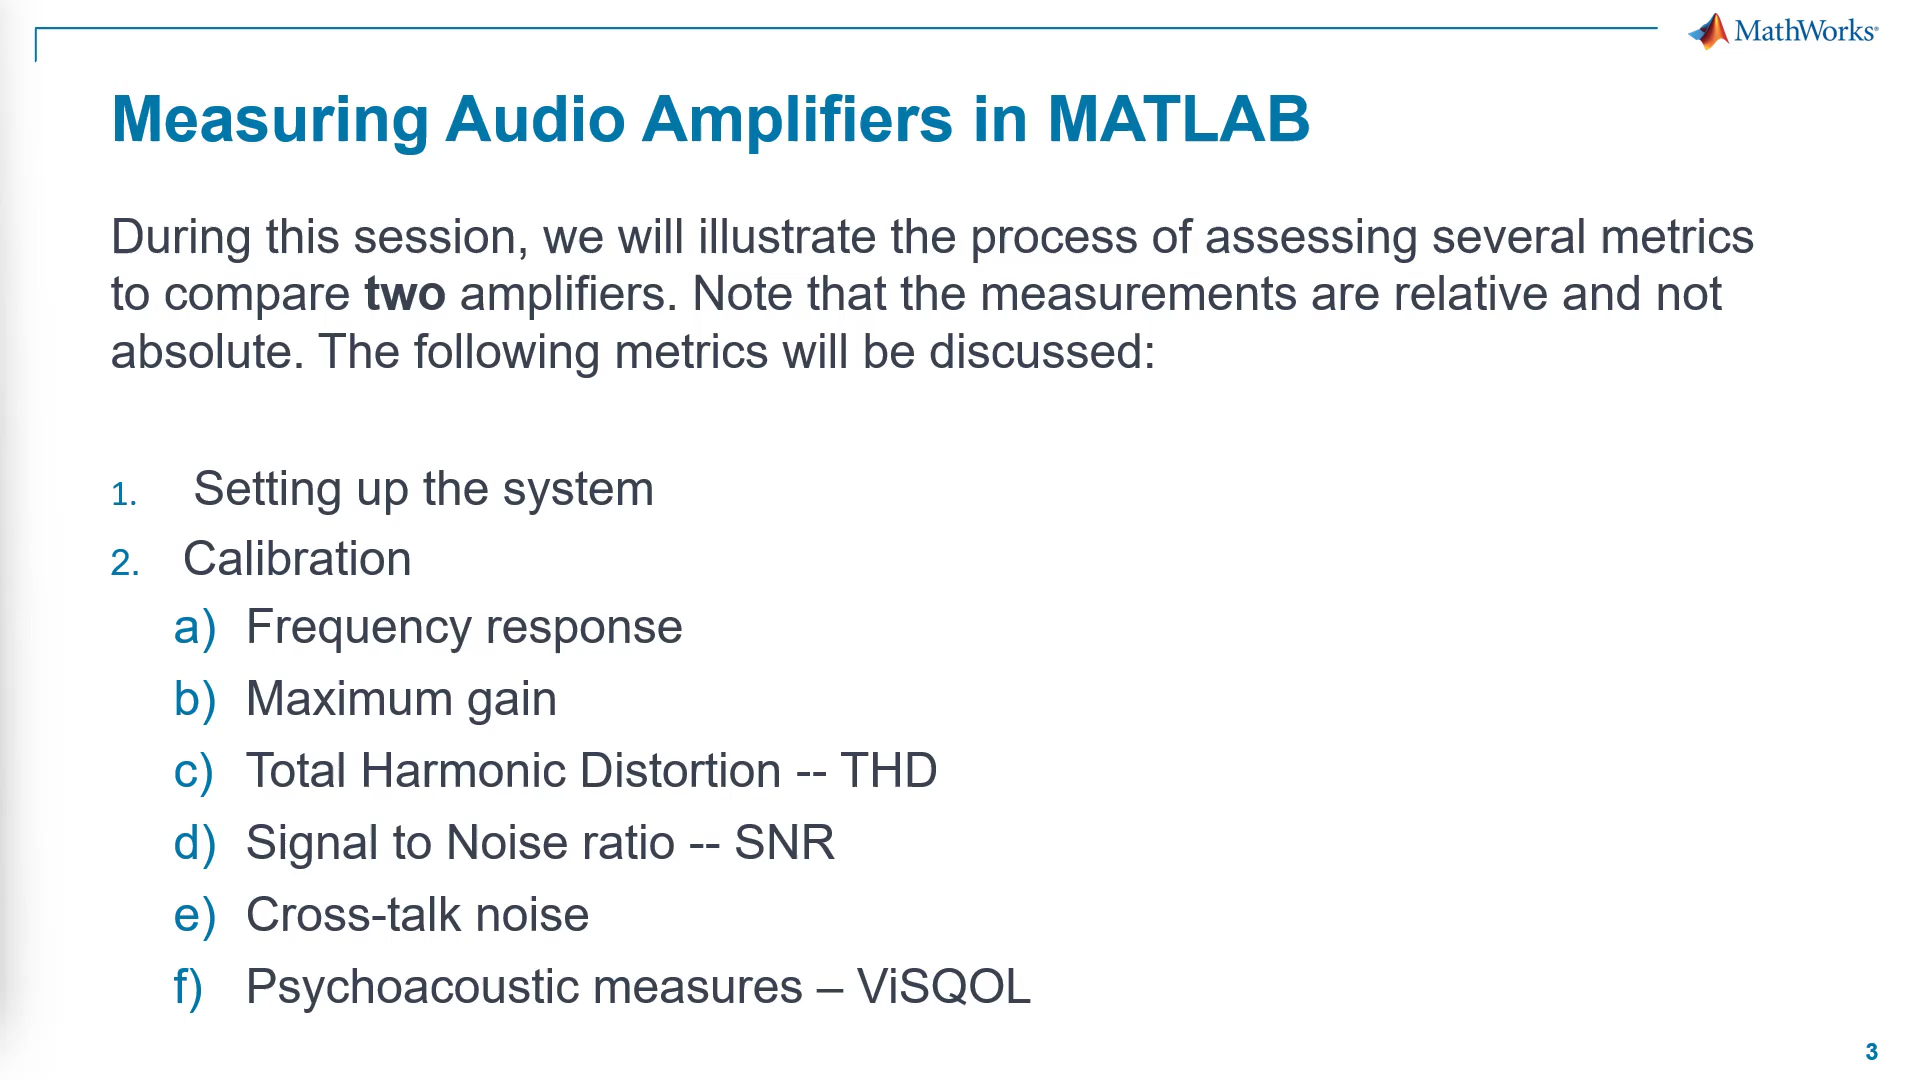 MathWorks®
Measuring Audio Amplifiers in MATLAB
During this session, we will illustrate the process of assessing several metrics
to compare two amplifiers. Note that the measurements are relative and not
absolute. The following metrics will be discussed:
1. Setting up the system
2. Calibration
a) Frequency response
b) Maximum gain
c) Total Harmonic Distortion -- THD
d) Signal to Noise ratio -- SNR
e) Cross-talk noise
f) Psychoacoustic measures – ViSQOL
3